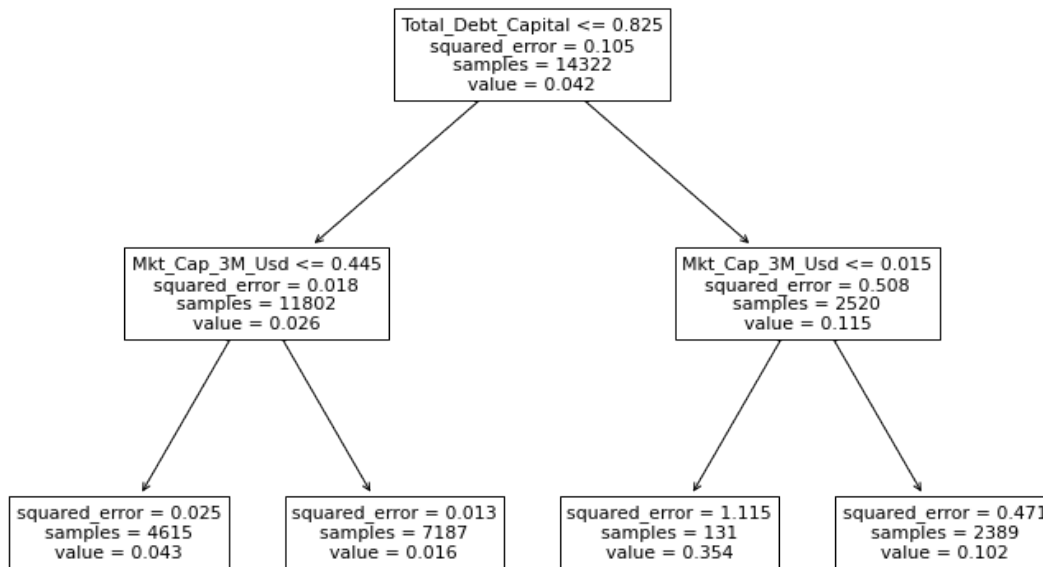 Total_Debt_Capital <= 0.825
squared_error = 0.105
samples = 14322
value = 0.042
Mkt_Cap_3M_Usd <= 0.445
squared_error = 0.018
samples = 11802
value = 0.026
Mkt_Cap_3M_Usd <= 0.015
squared_error = 0.508
samples = 2520
value = 0.115
squared_error = 0.025
samples = 4615
value = 0.043
squared_error = 0.013
samples = 7187
value = 0.016
squared_error = 1.115
samples = 131
value = 0.354
squared_error = 0.471
samples = 2389
value = 0.102